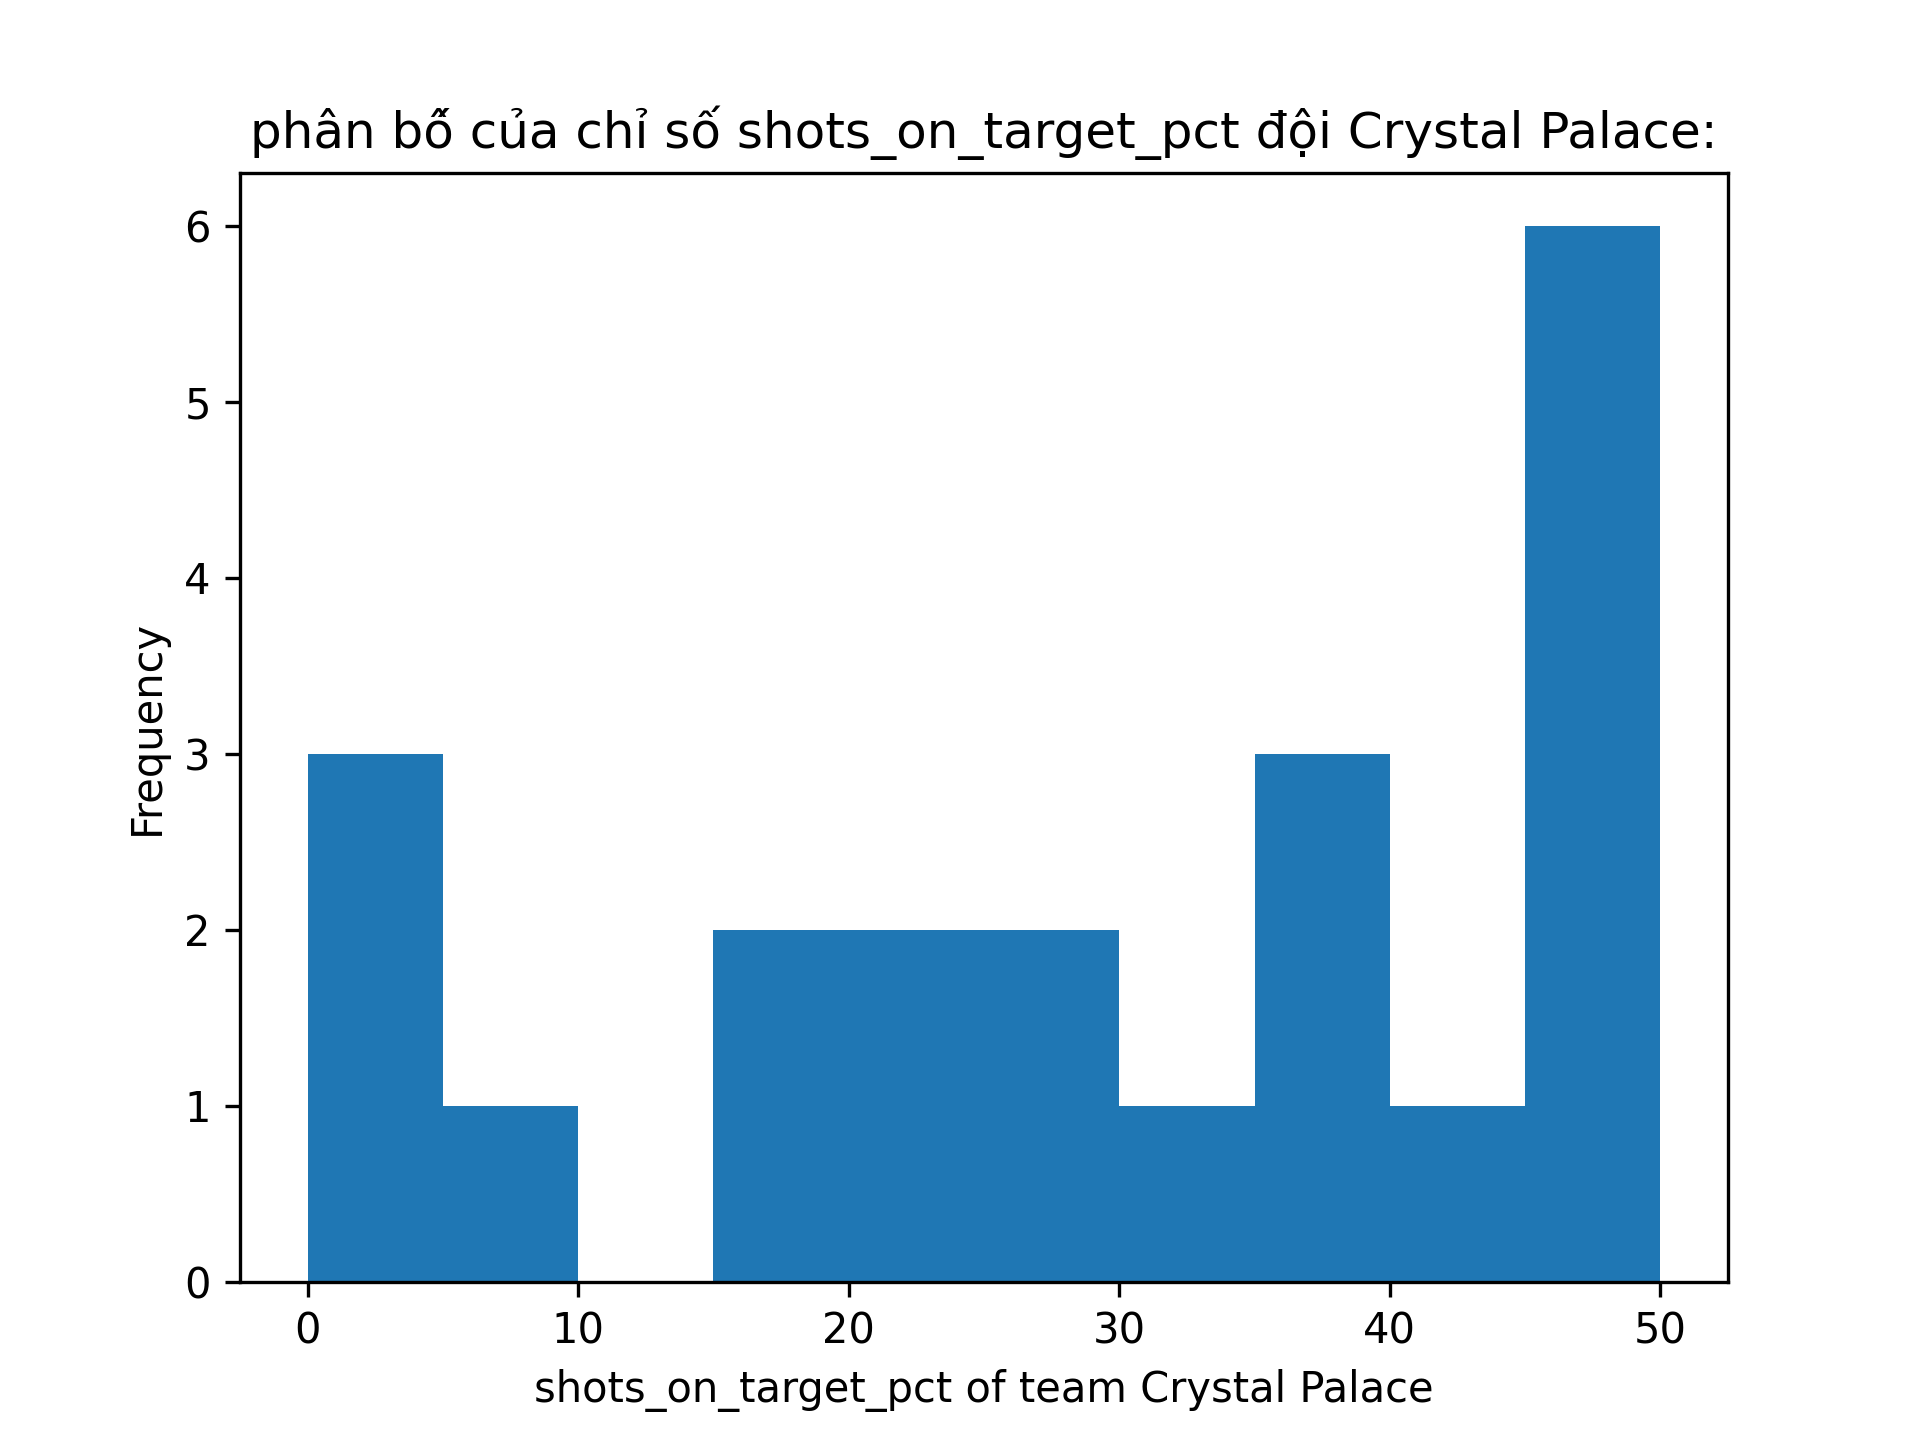 phân bỗ của chỉ số shots_on_target_pct đội Crystal Palace:
6
5
4
3
2
1
0
Frequency
0 10 20 30 40 50
shots_on_target_pct of team Crystal Palace